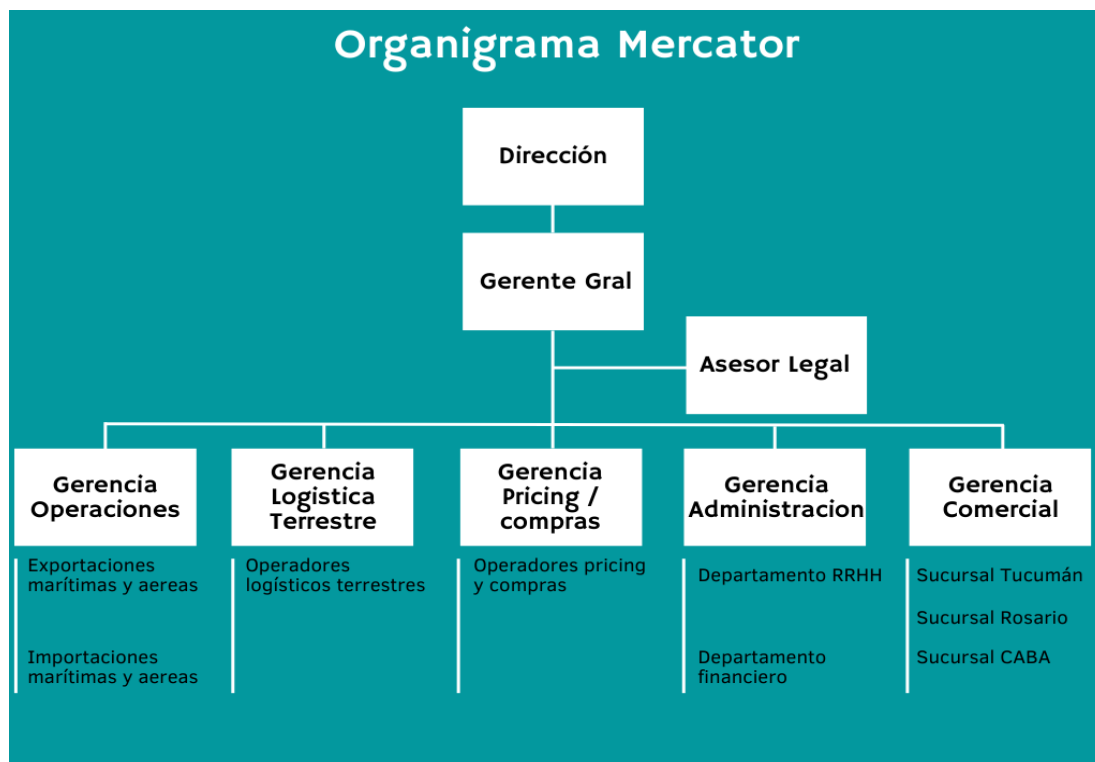 Organigrama Mercator
Dirección
Gerente Gral
Asesor Legal
Gerencia
Operaciones
Gerencia
Logistica
Terrestre
Gerencia
Pricing /
compras
Gerencia
Administracion
Gerencia
Comercial
Exportaciones
marítimas y aereas
Importaciones
marítimas y aereas
Operadores
logísticos terrestres
Operadores pricing
y compras
Departamento RRHH
Departamento
financiero
Sucursal Tucumán
Sucursal Rosario
Sucursal CABA